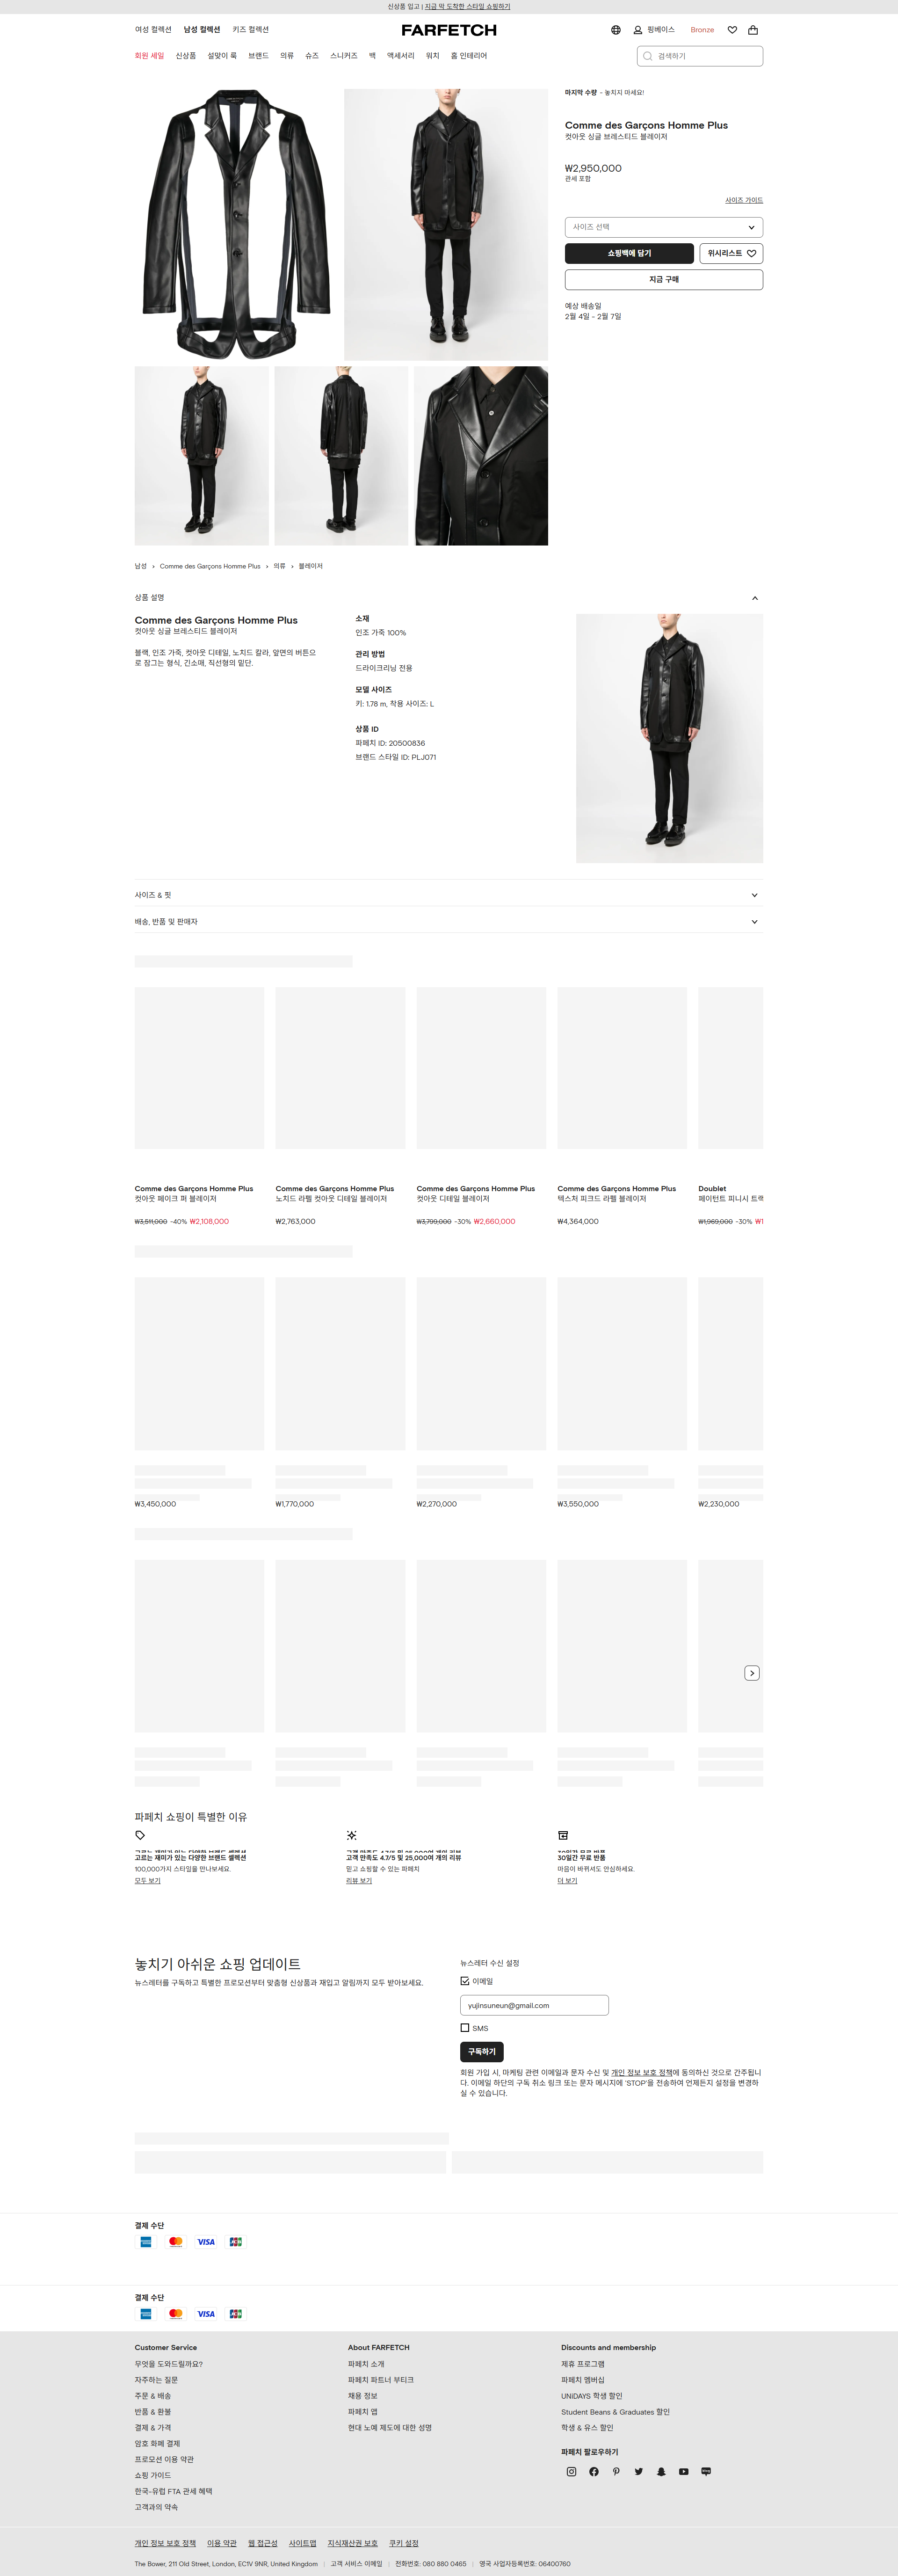 신상품 입고 | 지금 막 도착한 스타일 쇼핑하기
여성 컬렉션 남성 컬렉션 키즈 컬렉션
FARFETCH
핑베이스 Bronze
회원 세일 신상품 설맞이 룩 브랜드 의류 슈즈 스니커즈 백 액세서리 워치 홈 인테리어
검색하기
마지막 수량 - 놓치지 마세요!
Comme des Garçons Homme Plus
컷아웃 싱글 브레스티드 블레이저
₩2,950,000
관세 포함
사이즈 가이드
사이즈 선택
쇼핑백에 담기
위시리스트
지금 구매
예상 배송일
2월 4일 - 2월 7일
남성 › Comme des Garçons Homme Plus › 의류 › 블레이저
상품 설명
Comme des Garçons Homme Plus
컷아웃 싱글 브레스티드 블레이저
블랙, 인조 가죽, 컷아웃 디테일, 노치드 칼라, 앞면의 버튼으
로 잠그는 형식, 긴소매, 직선형의 밑단.
소재
인조 가죽 100%
관리 방법
드라이크리닝 전용
모델 사이즈
키: 1.78 m, 착용 사이즈: L
상품 ID
파페치 ID: 20500836
브랜드 스타일 ID: PLJ071
사이즈 & 핏
배송, 반품 및 판매자
Comme des Garçons Homme Plus
컷아웃 페이크 퍼 블레이저
₩3,511,000 -40% ₩2,108,000
Comme des Garçons Homme Plus
노치드 라펠 컷아웃 디테일 블레이저
₩2,763,000
Comme des Garçons Homme Plus
컷아웃 디테일 블레이저
₩3,799,000 -30% ₩2,660,000
Comme des Garçons Homme Plus
텍스처 피크드 라펠 블레이저
₩4,364,000
Doublet
페이턴트 피니시 트랙
₩1,969,000 -30% ₩1
₩3,450,000
₩1,770,000
₩2,270,000
₩3,550,000
₩2,230,000
파페치 쇼핑이 특별한 이유
고르는 재미가 있는 다양한 브랜드 셀렉션
100,000가지 스타일을 만나보세요.
모두 보기
고객 만족도 4.7/5 및 25,000여 개의 리뷰
믿고 쇼핑할 수 있는 파페치
리뷰 보기
30일간 무료 반품
마음이 바뀌셔도 안심하세요.
더 보기
놓치기 아쉬운 쇼핑 업데이트
뉴스레터를 구독하고 특별한 프로모션부터 맞춤형 신상품과 재입고 알림까지 모두 받아보세요.
뉴스레터 수신 설정
이메일
yujinsuneun@gmail.com
SMS
구독하기
회원 가입 시, 마케팅 관련 이메일과 문자 수신 및 개인 정보 보호 정책에 동의하신 것으로 간주됩니
다. 이메일 하단의 구독 취소 링크 또는 문자 메시지에 'STOP'을 전송하여 언제든지 설정을 변경하
실 수 있습니다.
결제 수단
VISA
결제 수단
VISA
Customer Service
무엇을 도와드릴까요?
자주하는 질문
주문 & 배송
반품 & 환불
결제 & 가격
암호 화폐 결제
프로모션 이용 약관
쇼핑 가이드
한국-유럽 FTA 관세 혜택
고객과의 약속
About FARFETCH
파페치 소개
파페치 파트너 부티크
채용 정보
파페치 앱
현대 노예 제도에 대한 성명
Discounts and membership
제휴 프로그램
파페치 멤버십
UNiDAYS 학생 할인
Student Beans & Graduates 할인
학생 & 유스 할인
파페치 팔로우하기
개인 정보 보호 정책 이용 약관 웹 접근성 사이트맵 지식재산권 보호 쿠키 설정
The Bower, 211 Old Street, London, EC1V 9NR, United Kingdom | 고객 서비스 이메일 | 전화번호: 080 880 0465 | 영국 사업자등록번호: 06400760